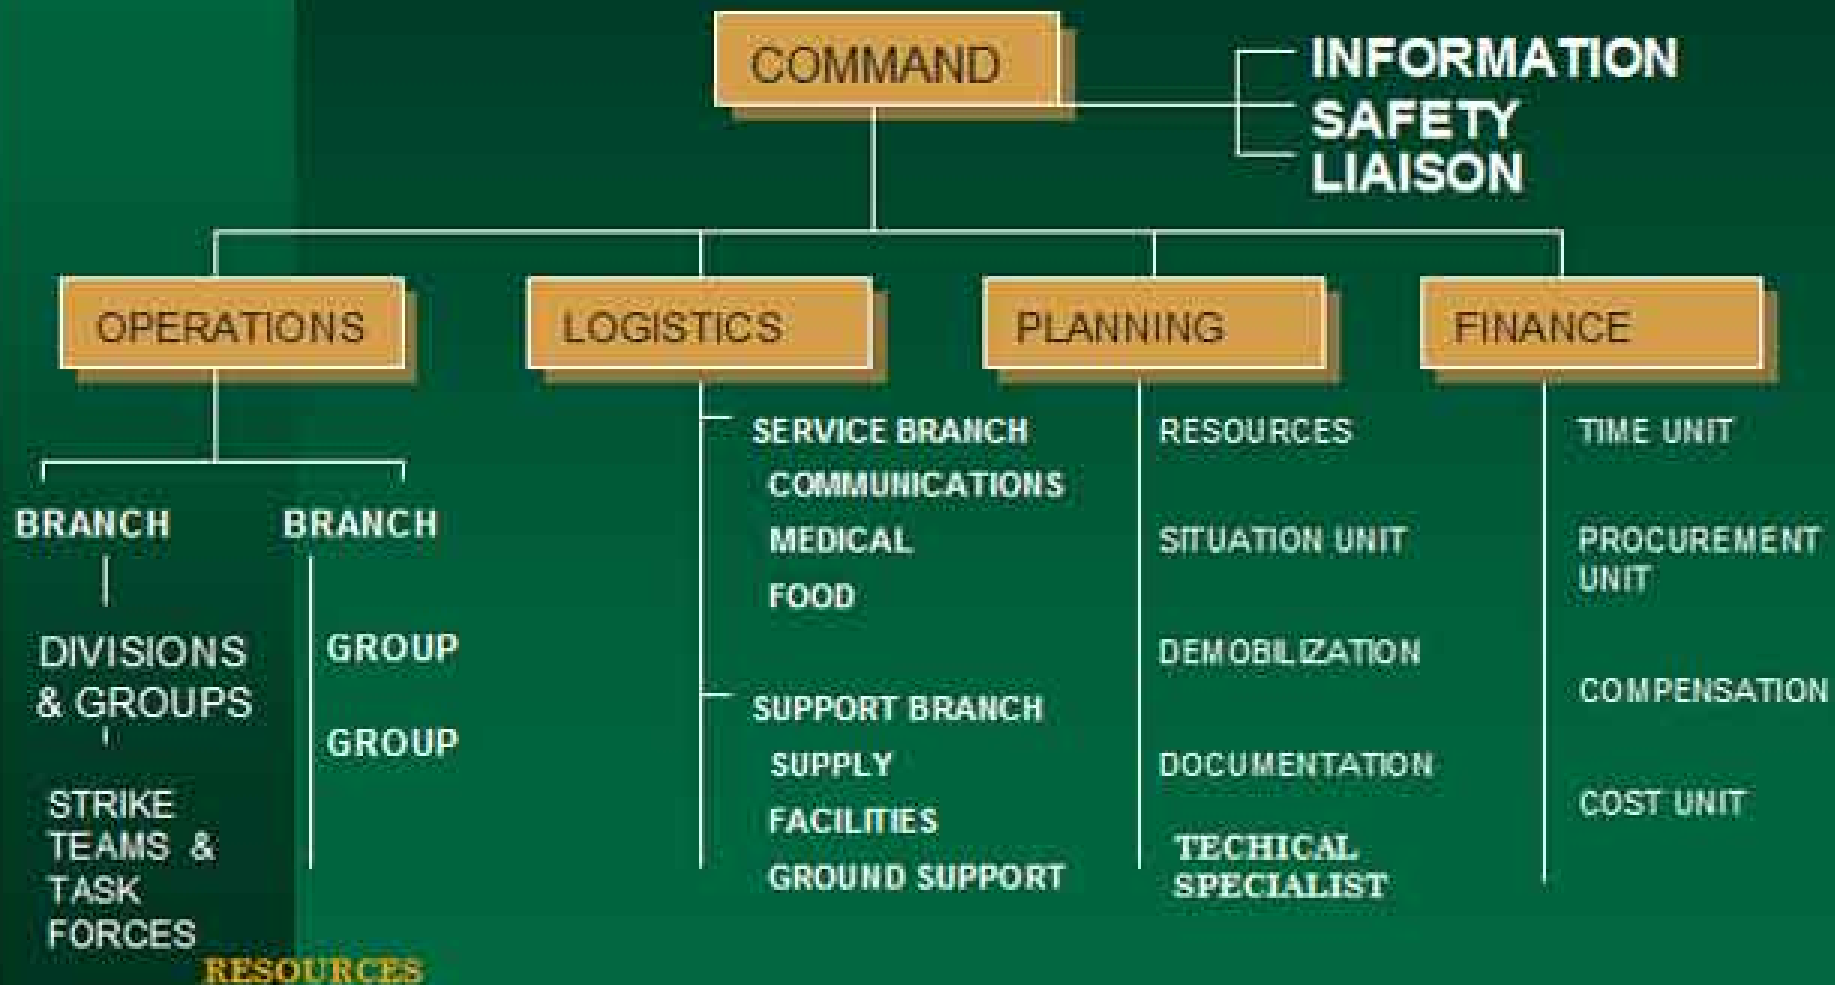 COMMAND
INFORMATION
SAFETY
LIAISON
OPERATIONS
LOGISTICS
PLANNING
FINANCE
BRANCH
BRANCH
DIVISIONS
& GROUPS
STRIKE
TEAMS &
TASK
FORCES
RESOURCES
GROUP
GROUP
SERVICE BRANCH
COMMUNICATIONS
MEDICAL
FOOD
SUPPORT BRANCH
SUPPLY
FACILITIES
GROUND SUPPORT
RESOURCES
SITUATION UNIT
DEMOBILIZATION
DOCUMENTATION
TECHICAL
SPECIALIST
TIME UNIT
PROCUREMENT
UNIT
COMPENSATION
COST UNIT